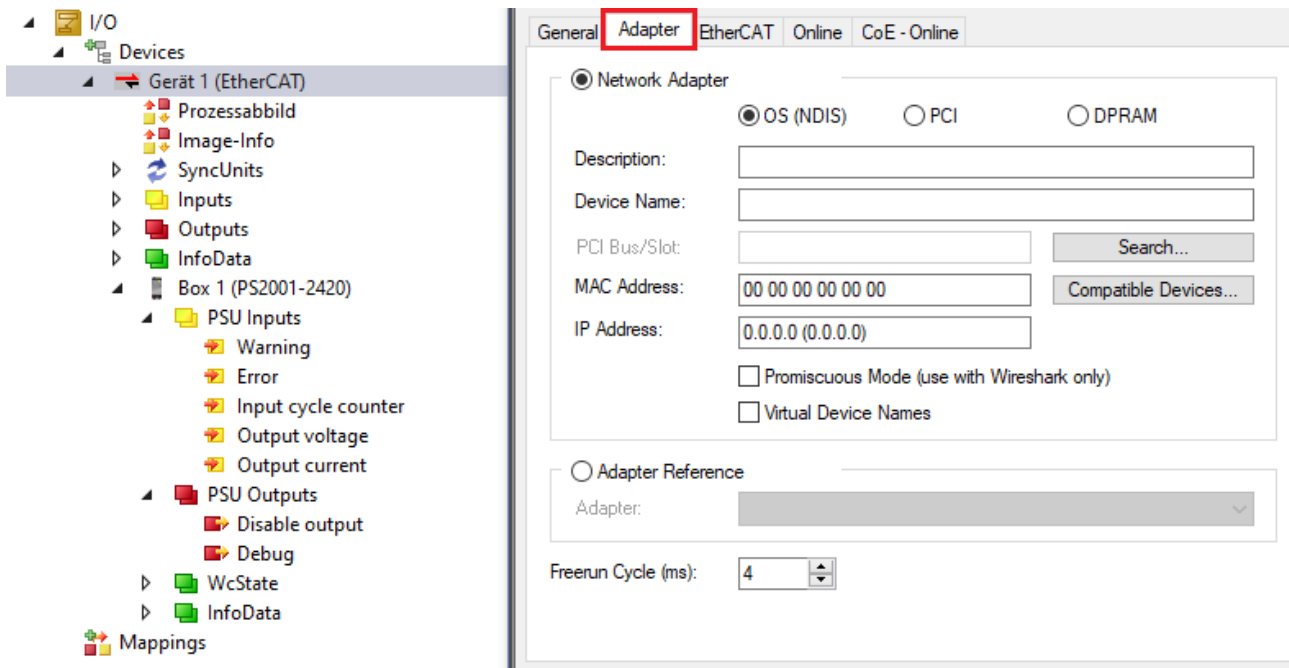 I/O
Devices
Gerät 1 (EtherCAT)
Prozessabbild
Image-Info
SyncUnits
Inputs
Outputs
InfoData
Box 1 (PS2001-2420)
PSU Inputs
Warning
Error
Input cycle counter
Output voltage
Output current
PSU Outputs
Disable output
Debug
WcState
InfoData
Mappings
General Adapter EtherCAT Online CoE - Online
Network Adapter
OS (NDIS) PCI DPRAM
Description:
Device Name:
PCI Bus/Slot: Search...
MAC Address: 00 00 00 00 00 00 Compatible Devices...
IP Address: 0.0.0.0 (0.0.0.0)
Promiscuous Mode (use with Wireshark only)
Virtual Device Names
Adapter Reference
Adapter:
Freerun Cycle (ms): 4